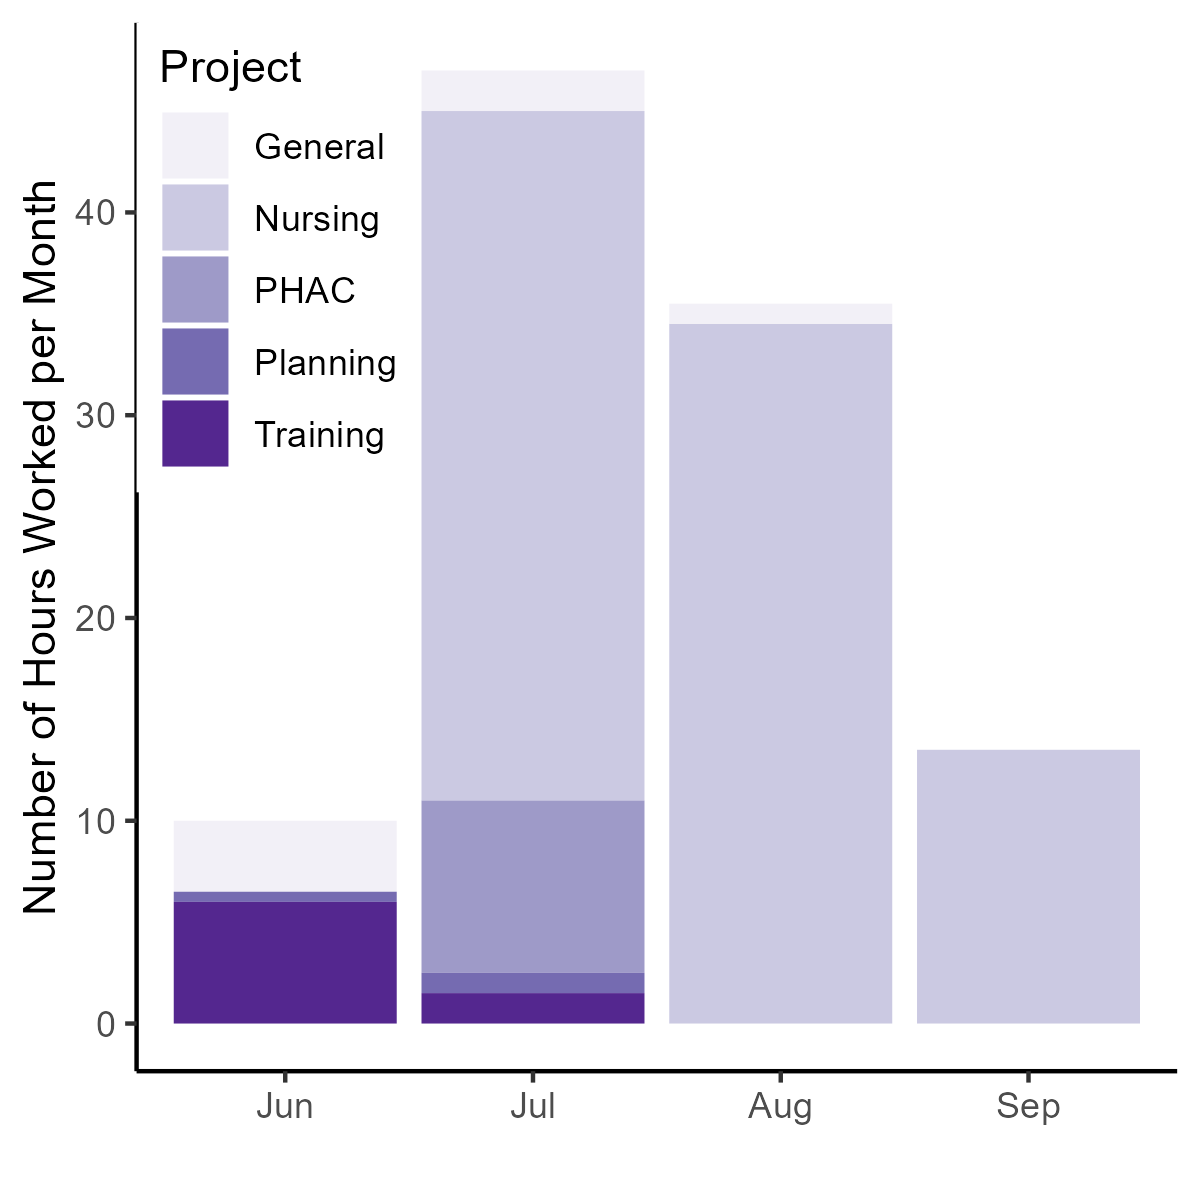 Project
General
Nursing
PHAC
Planning
Training
Number of Hours Worked per Month
40
30
20
10
0
Jun Jul Aug Sep